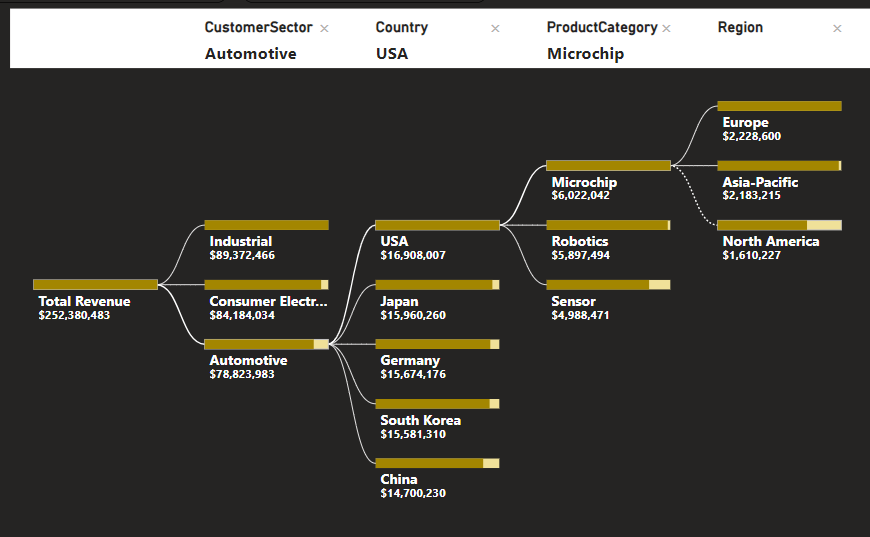 CustomerSector
Automotive
Country
USA
ProductCategory
Microchip
Region
Total Revenue
$252,380,483
Industrial
$89,372,466
Consumer Electr...
$84,184,034
Automotive
$78,823,983
USA
$16,908,007
Japan
$15,960,260
Germany
$15,674,176
South Korea
$15,581,310
China
$14,700,230
Microchip
$6,022,042
Robotics
$5,897,494
Sensor
$4,988,471
Europe
$2,228,600
Asia-Pacific
$2,183,215
North America
$1,610,227